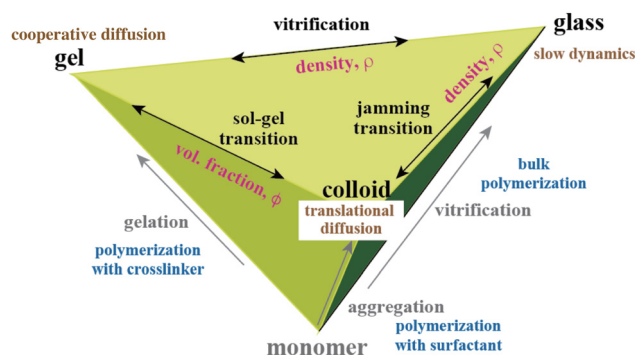 glass
vitrification
cooperative diffusion
gel
density, ρ
slow dynamics
density, ρ
sol-gel
transition
jamming
transition
vol. fraction, ϕ
bulk
polymerization
colloid
translational
diffusion
vitrification
gelation
polymerization
with crosslinker
aggregation
polymerization
with surfactant
monomer